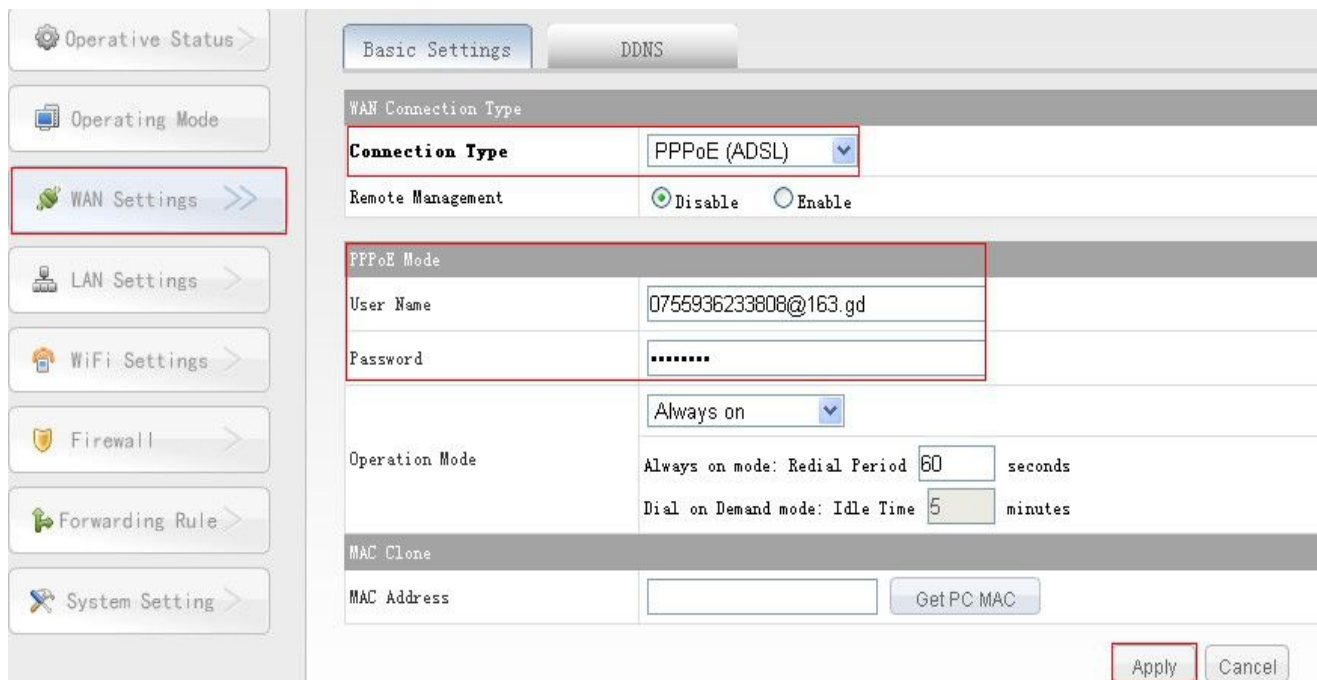 Operative Status
Operating Mode
WAN Settings
LAN Settings
WiFi Settings
Firewall
Forwarding Rule
System Setting
Basic Settings
DDNS
WAN Connection Type
Connection Type
PPPoE (ADSL)
Remote Management
Disable
Enable
PPPoE Mode
User Name
0755936233808@163.gd
Password
••••••••
Operation Mode
Always on
Always on mode: Redial Period 60 seconds
Dial on Demand mode: Idle Time 5 minutes
MAC Clone
MAC Address
Get PC MAC
Apply
Cancel